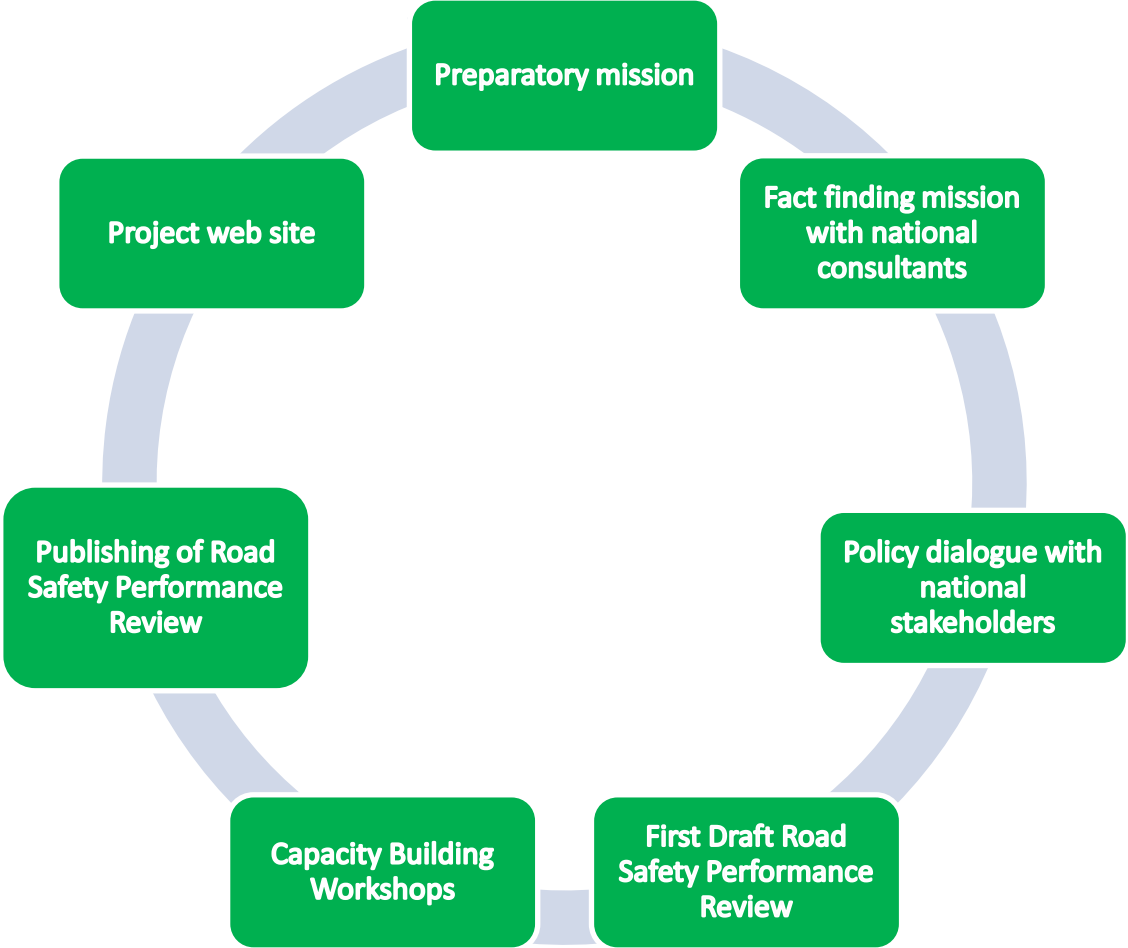 Preparatory mission
Fact finding mission
with national
consultants
Policy dialogue with
national
stakeholders
First Draft Road
Safety Performance
Review
Capacity Building
Workshops
Publishing of Road
Safety Performance
Review
Project web site